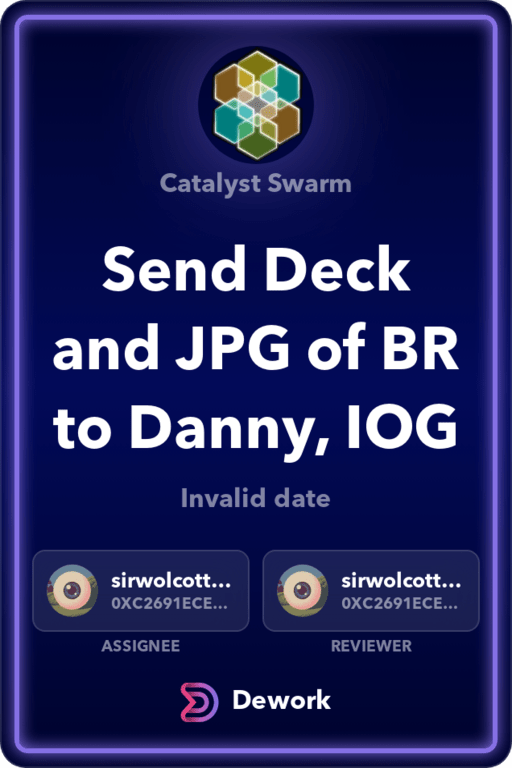 Catalyst Swarm
Send Deck
and JPG of BR
to Danny, IOG
Invalid date
sirwolcott... sirwolcott...
0XC2691ECE... 0XC2691ECE...
ASSIGNEE REVIEWER
Dework